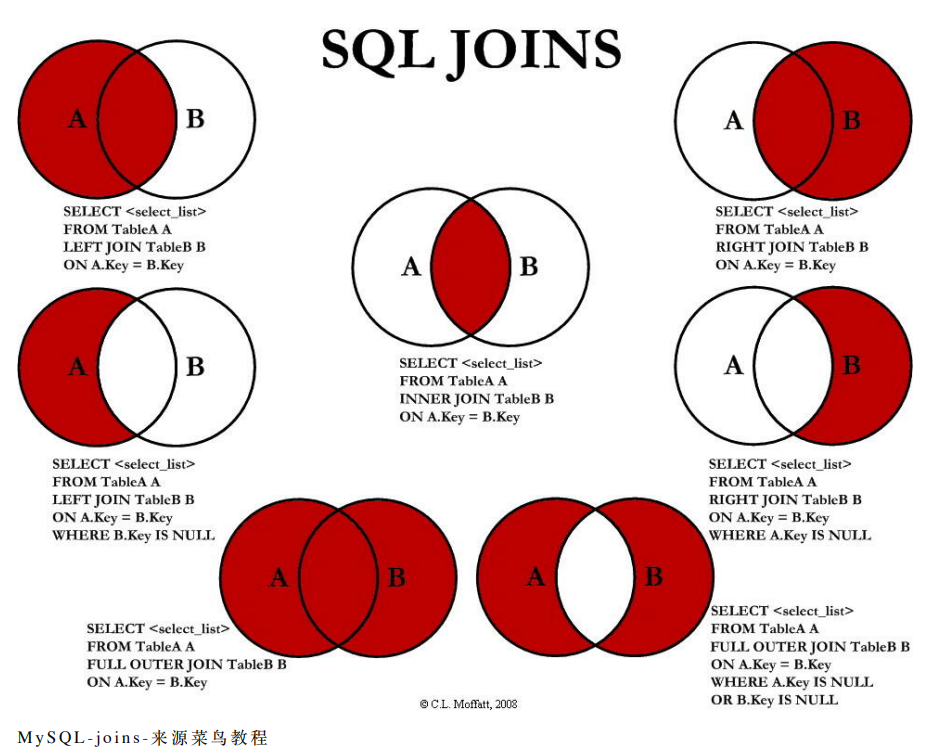 SQL JOINS
A B
SELECT <select_list>
FROM TableA A
LEFT JOIN TableB B
ON A.Key = B.Key
A B
SELECT <select_list>
FROM TableA A
RIGHT JOIN TableB B
ON A.Key = B.Key
A B
SELECT <select_list>
FROM TableA A
INNER JOIN TableB B
ON A.Key = B.Key
A B
SELECT <select_list>
FROM TableA A
LEFT JOIN TableB B
ON A.Key = B.Key
WHERE B.Key IS NULL
A B
SELECT <select_list>
FROM TableA A
RIGHT JOIN TableB B
ON A.Key = B.Key
WHERE A.Key IS NULL
A B
SELECT <select_list>
FROM TableA A
FULL OUTER JOIN TableB B
ON A.Key = B.Key
A B
SELECT <select_list>
FROM TableA A
FULL OUTER JOIN TableB B
ON A.Key = B.Key
WHERE A.Key IS NULL
OR B.Key IS NULL
© C.L. Moffatt, 2008
MySQL-joins-来源菜鸟教程